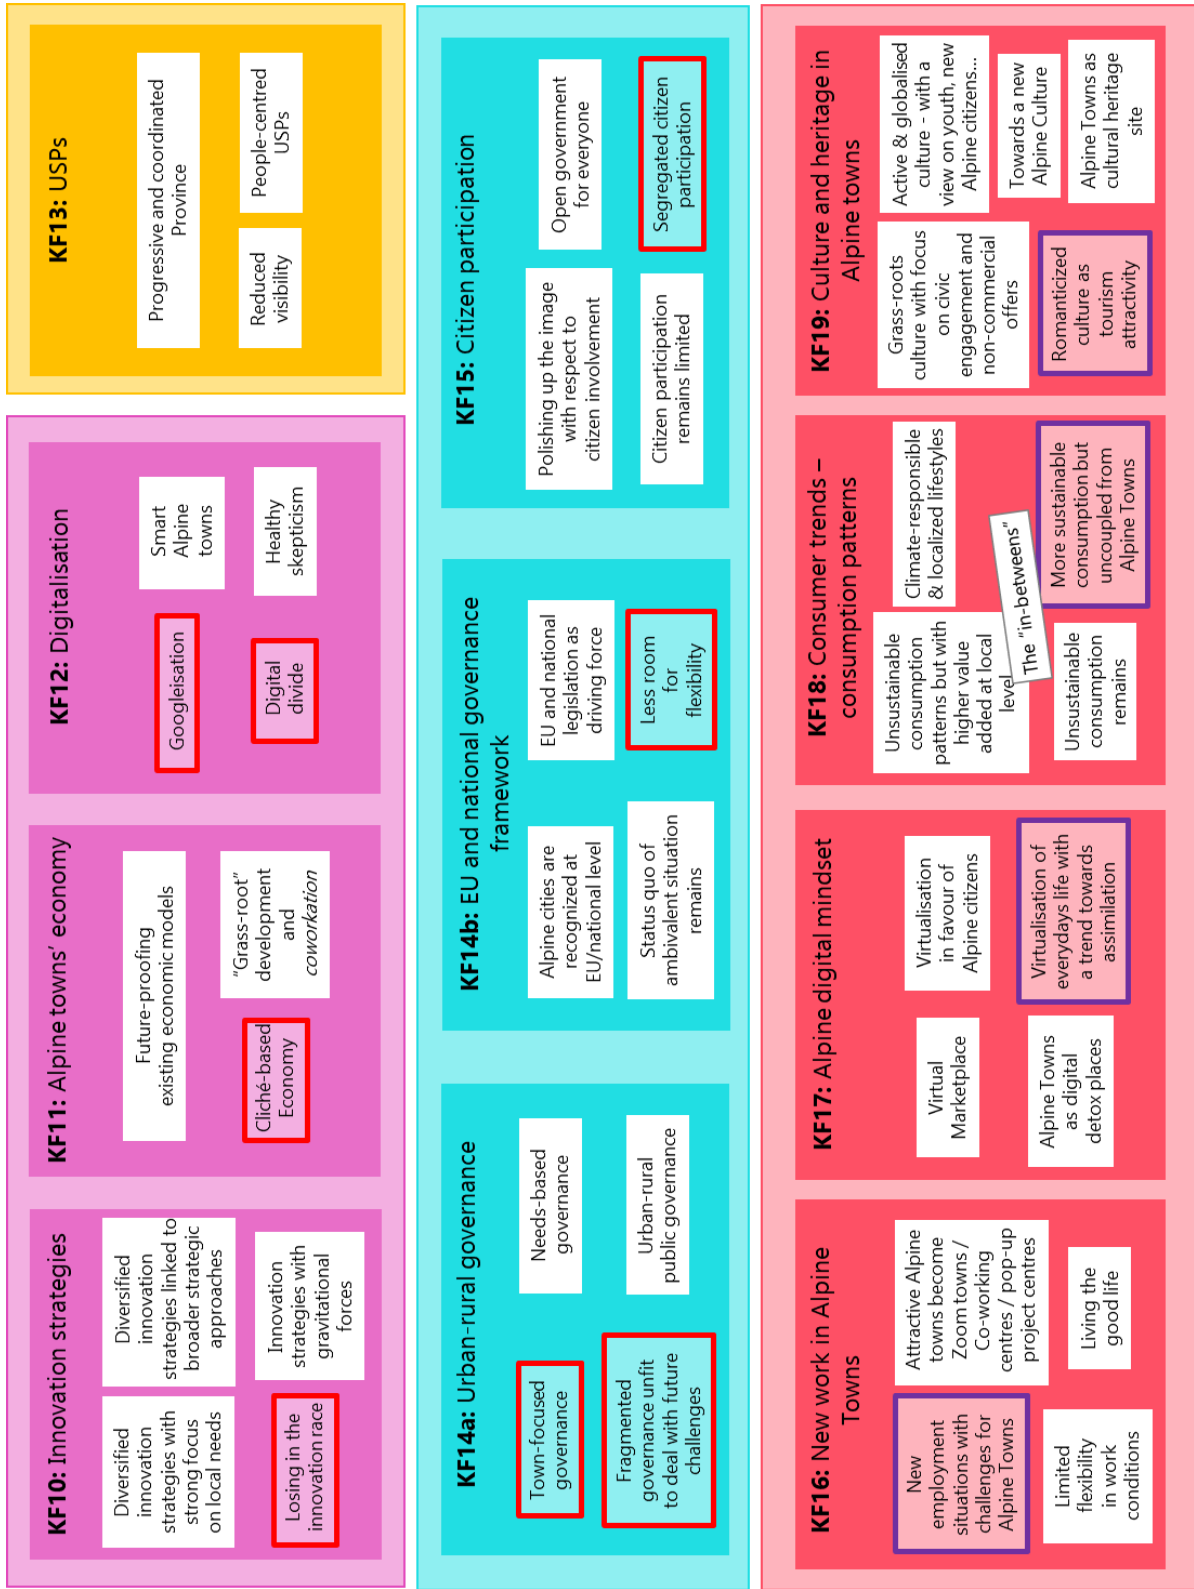 KF10: Innovation strategies
Diversified
innovation
strategies with
strong focus
on local needs
Diversified
innovation
strategies linked to
broader strategic
approaches
Losing in the
innovation race
Innovation
strategies with
gravitational
forces
KF11: Alpine towns’ economy
Future-proofing
existing economic models
Cliché-based
Economy
“Grass-root”
development
and
coworkation
KF12: Digitalisation
Googleisation
Smart
Alpine
towns
Digital
divide
Healthy
skepticism
KF13: USPs
Progressive and coordinated
Province
Reduced
visibility
People-centred
USPs
KF14a: Urban-rural governance
Town-focused
governance
Needs-based
governance
Fragmented
governance unfit
to deal with future
challenges
Urban-rural
public governance
KF14b: EU and national governance
framework
Alpine cities are
recognized at
EU/national level
EU and national
legislation as
driving force
Status quo of
ambivalent situation
remains
Less room
for
flexibility
KF15: Citizen participation
Polishing up the image
with respect to
citizen involvement
Open government
for everyone
Citizen participation
remains limited
Segregated citizen
participation
KF16: New work in Alpine
Towns
New
employment
situations with
challenges for
Alpine Towns
Attractive Alpine
towns become
Zoom towns /
Co-working
centres / pop-up
project centres
Limited
flexibility
in work
conditions
Living the
good life
KF17: Alpine digital mindset
Virtual
Marketplace
Virtualisation
in favour of
Alpine citizens
Alpine Towns
as digital
detox places
Virtualisation of
everydays life with
a trend towards
assimilation
KF18: Consumer trends –
consumption patterns
Unsustainable
consumption
patterns but with
higher value
added at local
level
Climate-responsible
& localized lifestyles
The “in-betweens”
Unsustainable
consumption
remains
More sustainable
consumption but
uncoupled from
Alpine Towns
KF19: Culture and heritage in
Alpine towns
Grass-roots
culture with focus
on civic
engagement and
non-commercial
offers
Active & globalised
culture - with a
view on youth, new
Alpine citizens...
Towards a new
Alpine Culture
Romanticized
culture as
tourism
attractivity
Alpine Towns as
cultural heritage
site